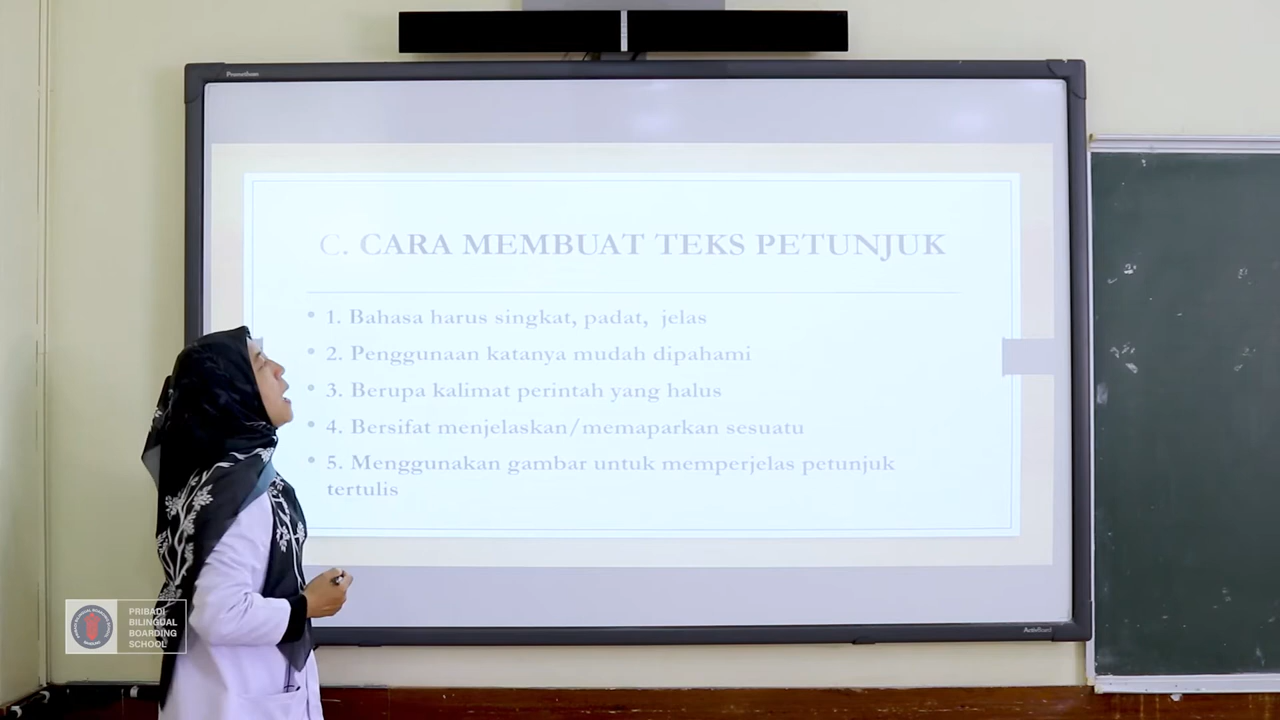 Promethean
C. CARA MEMBUAT TEKS PETUNJUK
• 1. Bahasa harus singkat, padat, jelas
• 2. Penggunaan katanya mudah dipahami
• 3. Berupa kalimat perintah yang halus
• 4. Bersifat menjelaskan/memaparkan sesuatu
• 5. Menggunakan gambar untuk memperjelas petunjuk
tertulis
ActivBoard
PRIBADI
BILINGUAL
BOARDING
SCHOOL